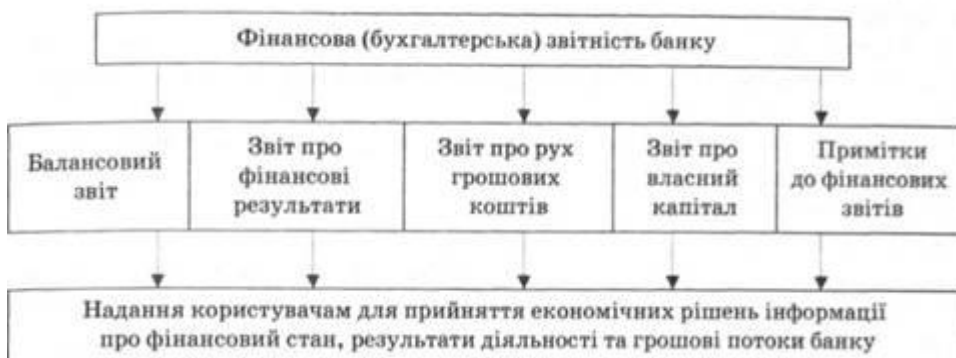 Фінансова (бухгалтерська) звітність банку
Балансовий
звіт
Звіт про
фінансові
результати
Звіт про рух
грошових
коштів
Звіт про
власний
капітал
Примітки
до фінансових
звітів
Надання користувачам для прийняття економічних рішень інформації
про фінансовий стан, результати діяльності та грошові потоки банку